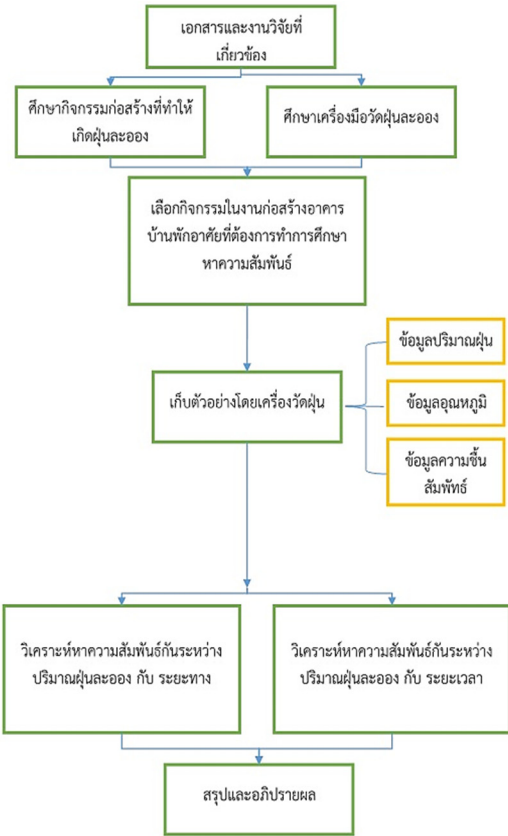 เอกสารและงานวิจัยที่
เกี่ยวข้อง
ศึกษากิจกรรมก่อสร้างที่ทำให้
เกิดฝุ่นละออง
ศึกษาเครื่องมือวัดฝุ่นละออง
เลือกกิจกรรมในงานก่อสร้างอาคาร
บ้านพักอาศัยที่ต้องการทำการศึกษา
หาความสัมพันธ์
เก็บตัวอย่างโดยเครื่องวัดฝุ่น
ข้อมูลปริมาณฝุ่น
ข้อมูลอุณหภูมิ
ข้อมูลความชื้น
สัมพัทธ์
วิเคราะห์หาความสัมพันธ์กันระหว่าง
ปริมาณฝุ่นละออง กับ ระยะทาง
วิเคราะห์หาความสัมพันธ์กันระหว่าง
ปริมาณฝุ่นละออง กับ ระยะเวลา
สรุปและอภิปรายผล